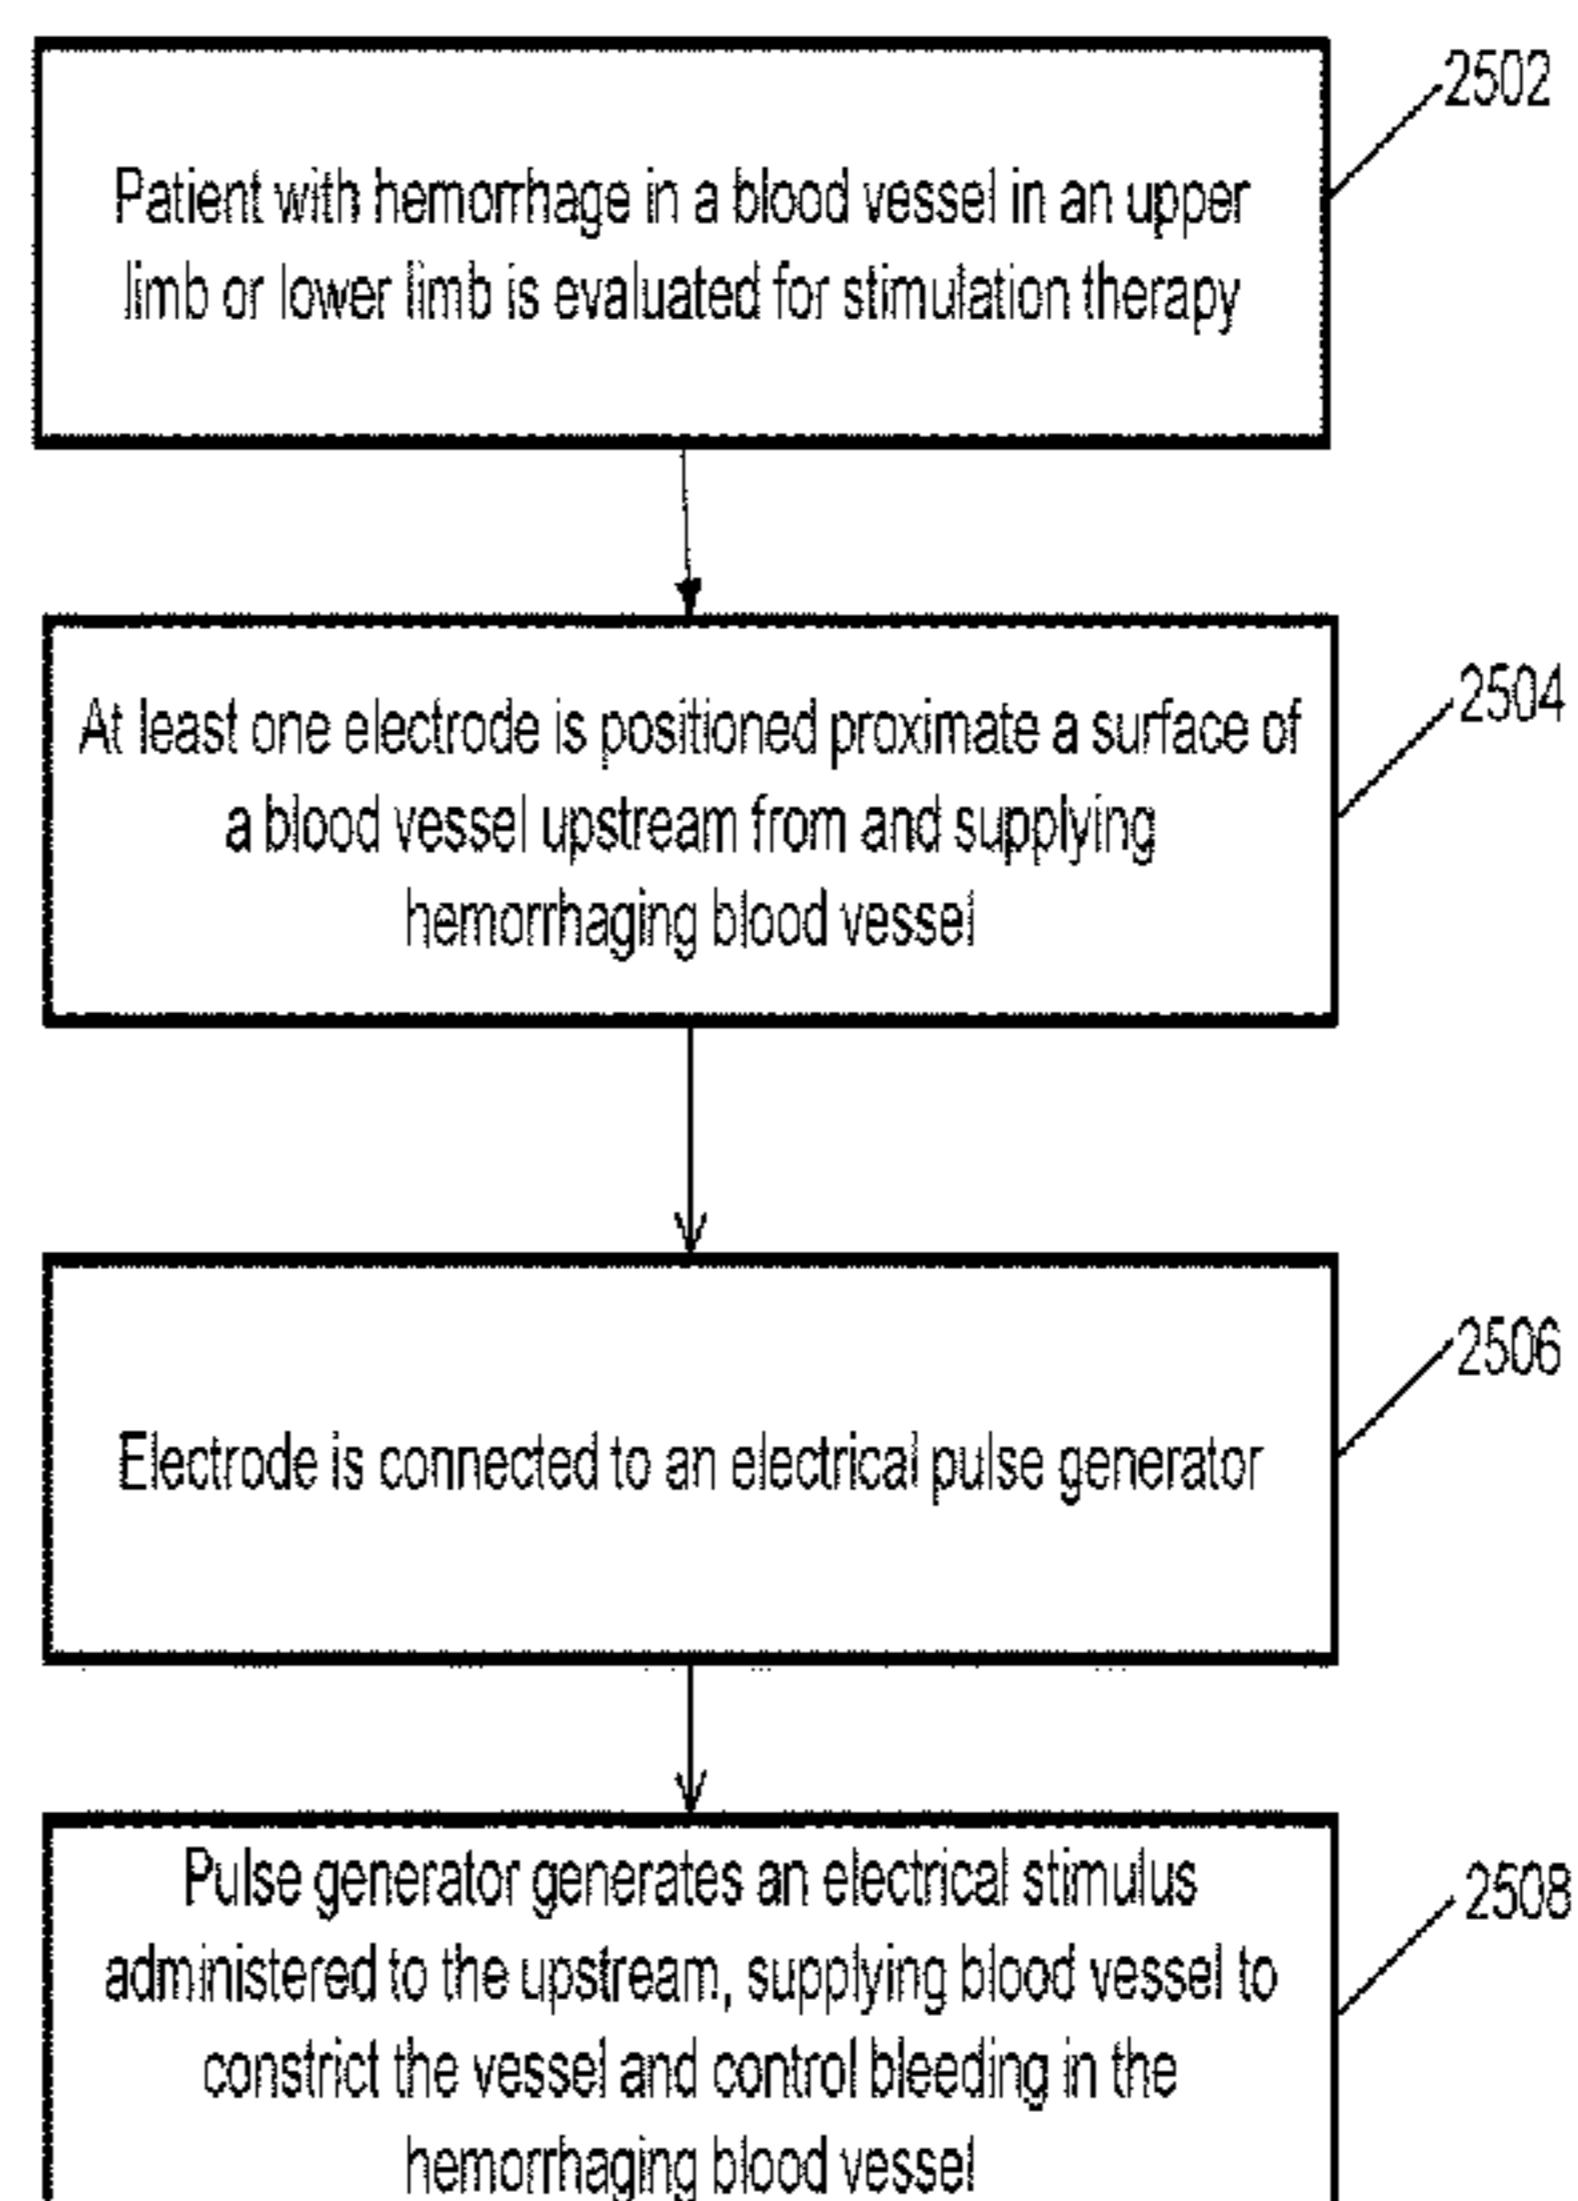 2502
Patient with hemorrhage in a blood vessel in an upper
limb or lower limb is evaluated for stimulation therapy
2504
At least one electrode is positioned proximate a surface of
a blood vessel upstream from and supplying
hemorrhaging blood vessel
2506
Electrode is connected to an electrical pulse generator
2508
Pulse generator generates an electrical stimulus
administered to the upstream, supplying blood vessel to
constrict the vessel and control bleeding in the
hemorrhaging blood vessel